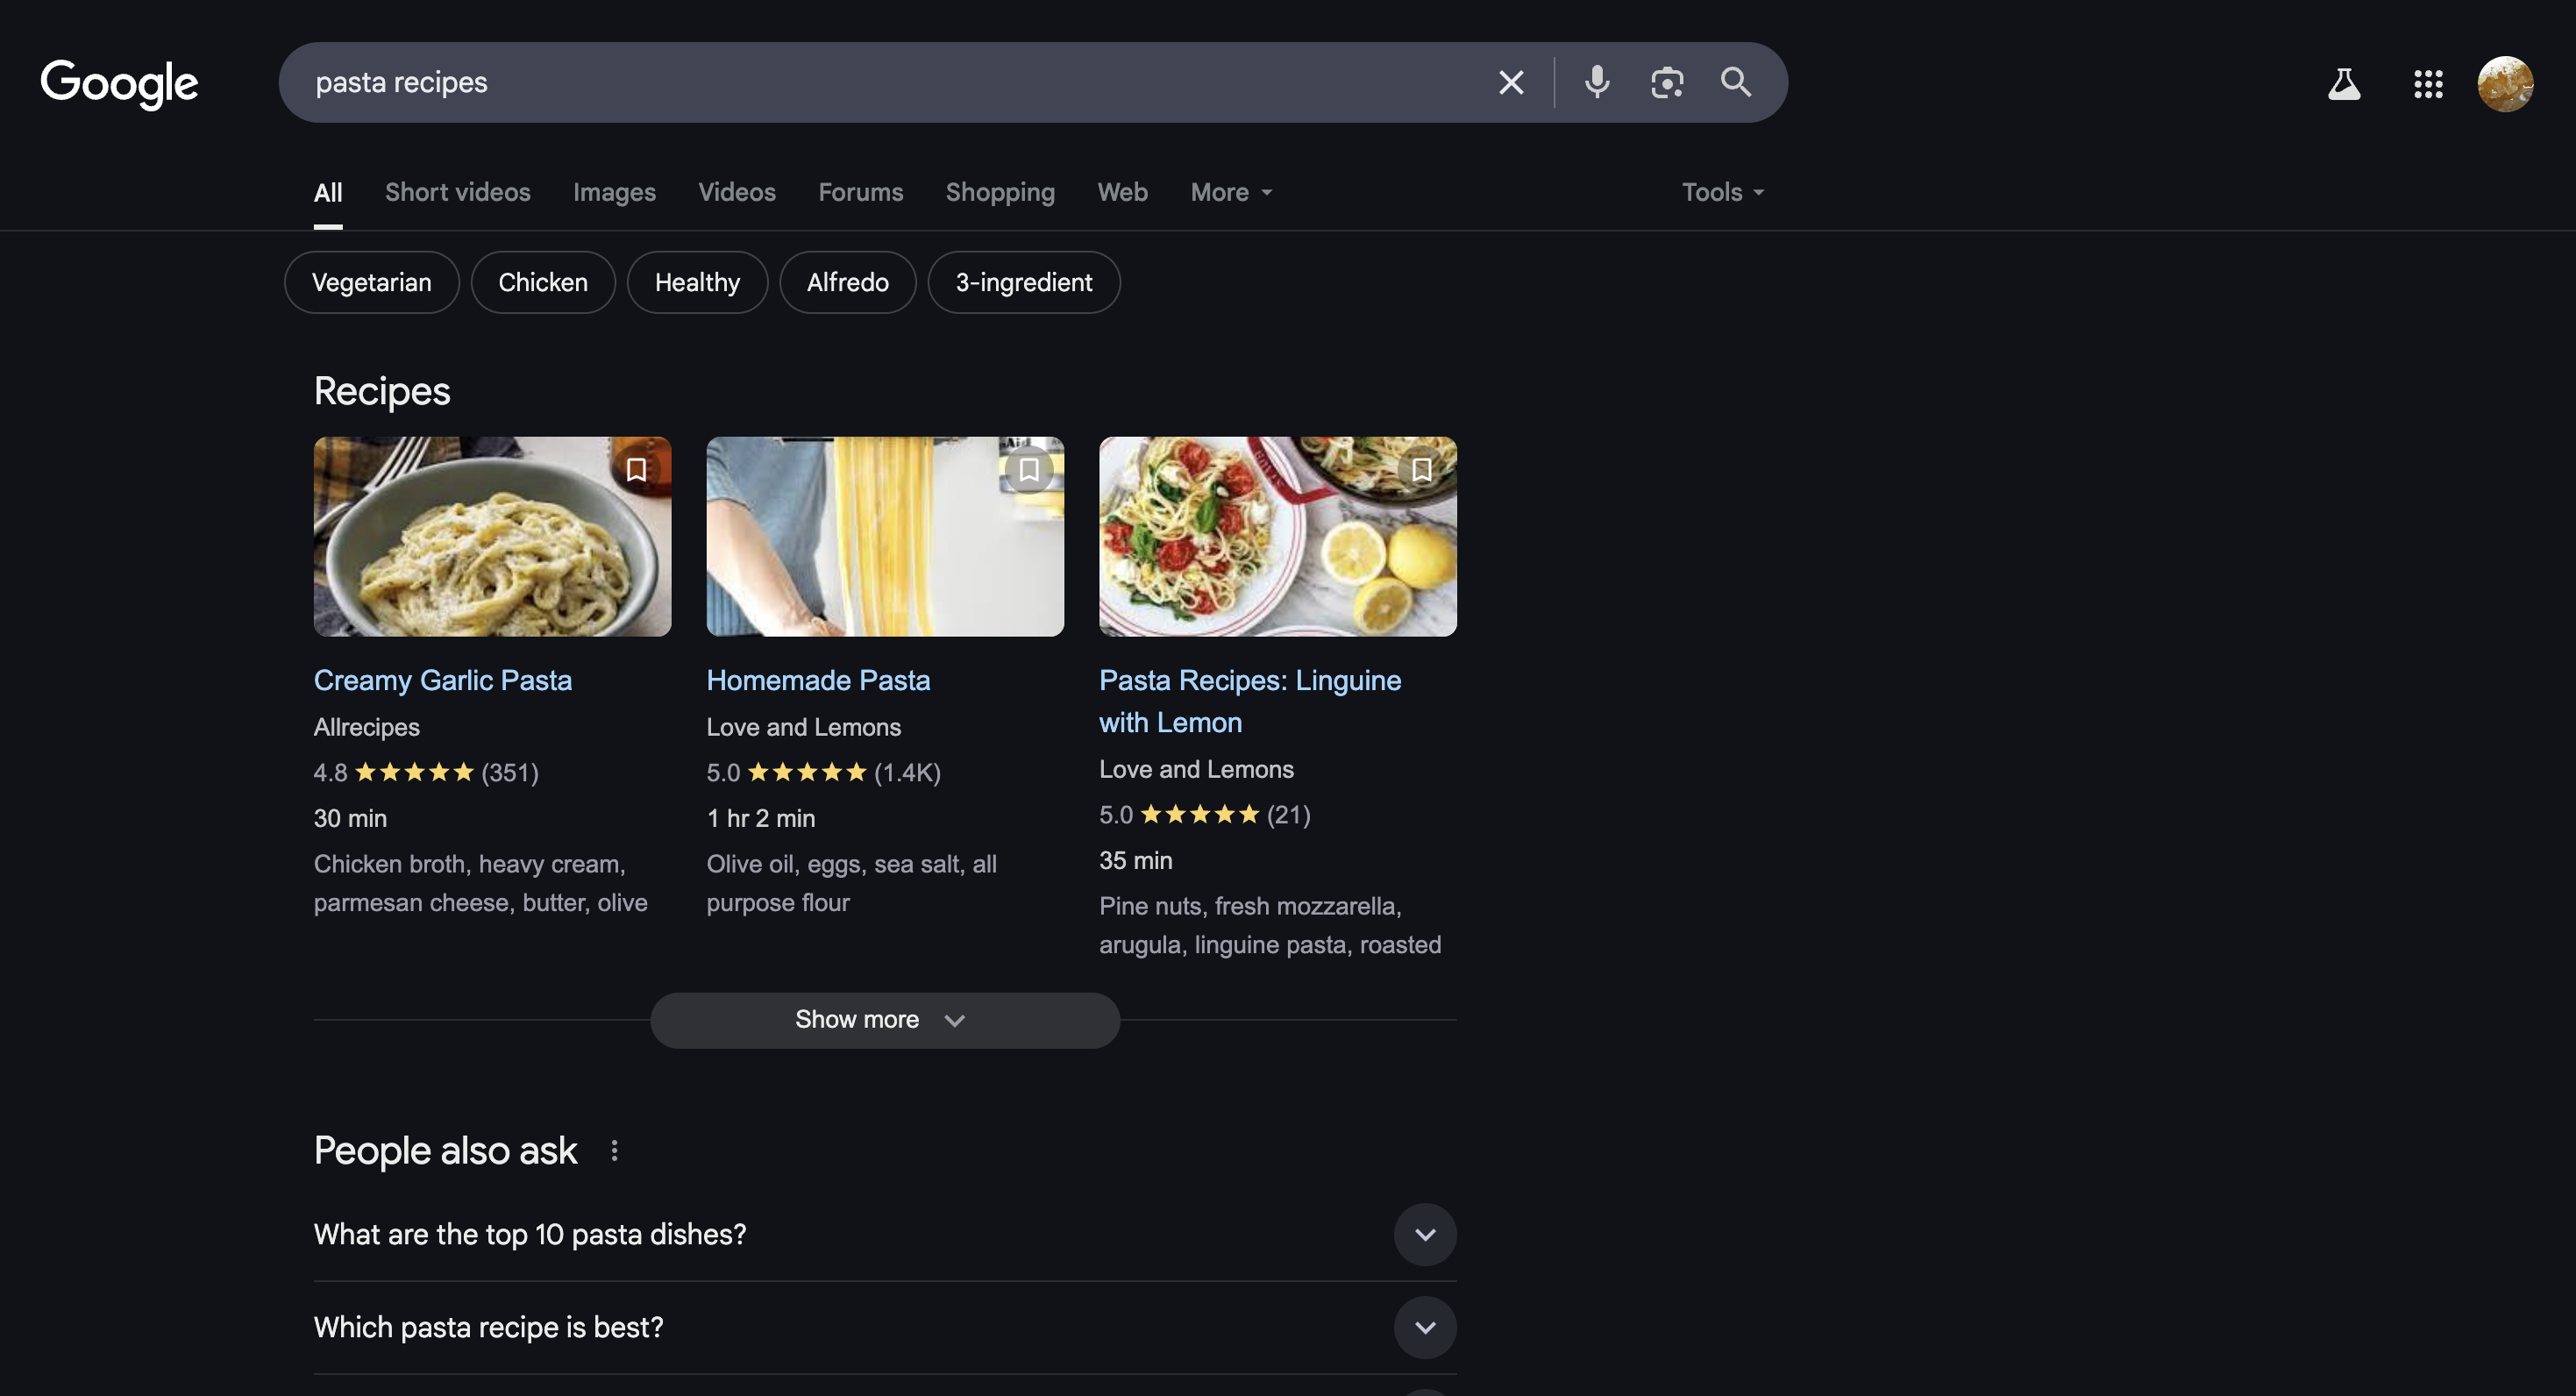 Google
pasta recipes
All Short videos Images Videos Forums Shopping Web More Tools
Vegetarian Chicken Healthy Alfredo 3-ingredient
Recipes
Creamy Garlic Pasta
Allrecipes
4.8 ★★★★★ (351)
30 min
Chicken broth, heavy cream,
parmesan cheese, butter, olive
Homemade Pasta
Love and Lemons
5.0 ★★★★★ (1.4K)
1 hr 2 min
Olive oil, eggs, sea salt, all
purpose flour
Pasta Recipes: Linguine
with Lemon
Love and Lemons
5.0 ★★★★★ (21)
35 min
Pine nuts, fresh mozzarella,
arugula, linguine pasta, roasted
Show more
People also ask
What are the top 10 pasta dishes?
Which pasta recipe is best?